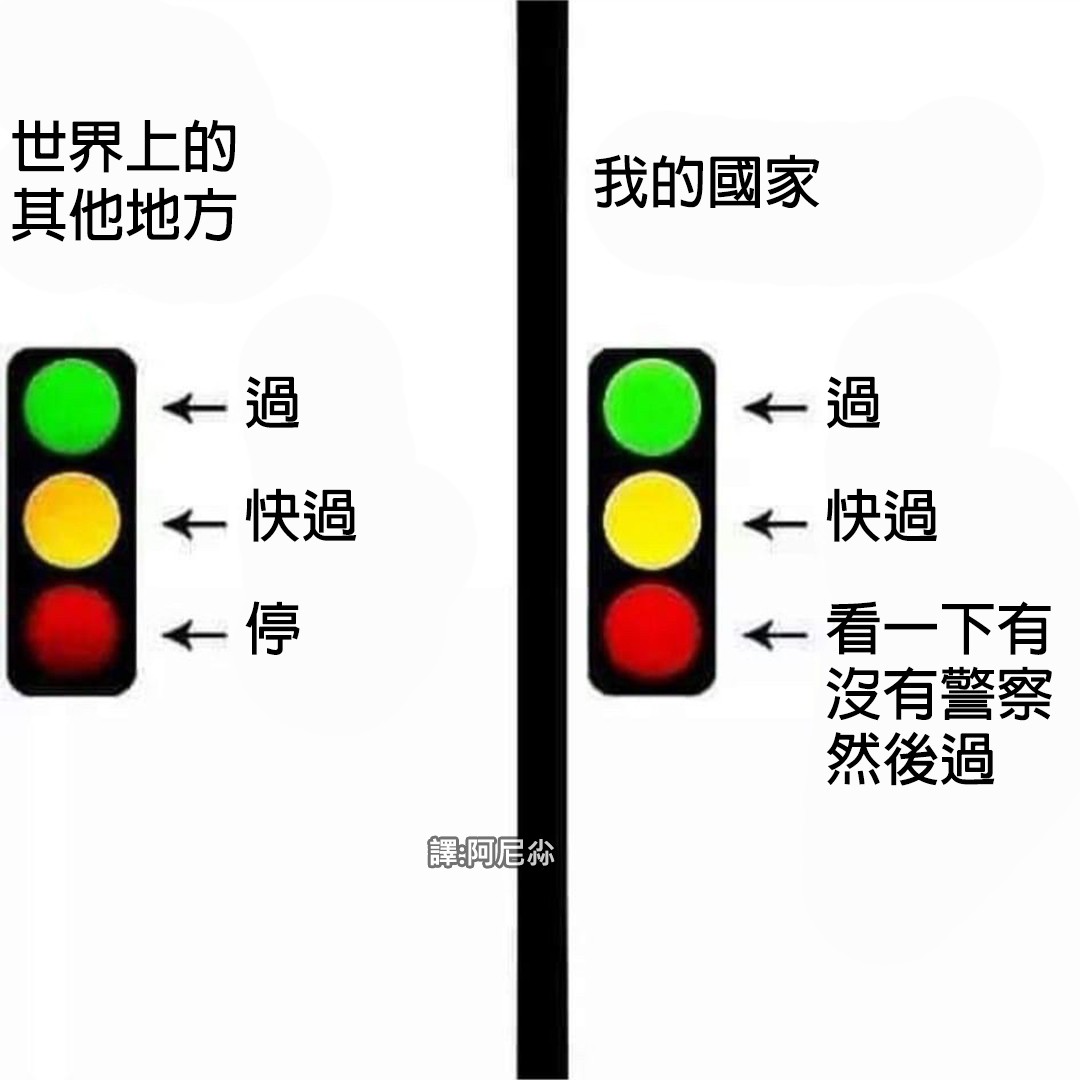 世界上的
其他地方
過
快過
停
我的國家
過
快過
看一下有
沒有警察
然後過
譯:阿尼尛